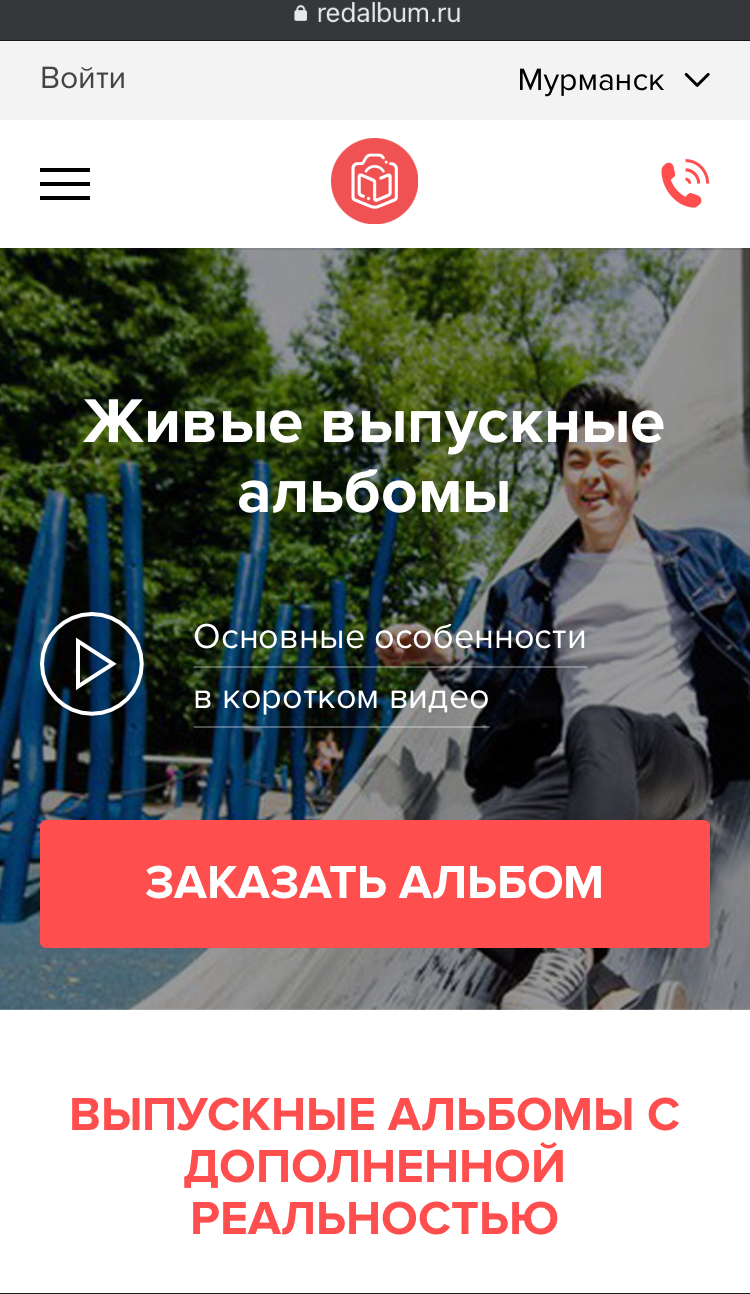 redalbum.ru
Войти
Мурманск
Живые выпускные
альбомы
Основные особенности
в коротком видео
ЗАКАЗАТЬ АЛЬБОМ
ВЫПУСКНЫЕ АЛЬБОМЫ С
ДОПОЛНЕННОЙ
РЕАЛЬНОСТЬЮ